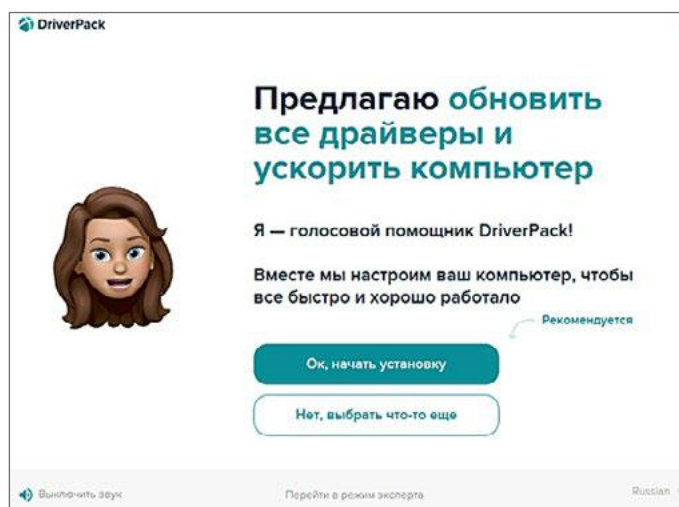 DriverPack
Предлагаю обновить
все драйверы и
ускорить компьютер
Я — голосовой помощник DriverPack!
Вместе мы настроим ваш компьютер, чтобы
все быстро и хорошо работало
Рекомендуется
Ок, начать установку
Нет, выбрать что-то еще
Выключить звук
Перейти в режим эксперта
Russian